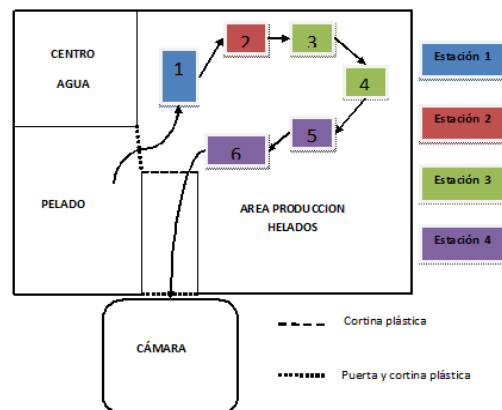 CENTRO
AGUA
1
2
3
4
5
6
PELADO
AREA PRODUCCION
HELADOS
CÁMARA
Estación 1
Estación 2
Estación 3
Estación 4
Cortina plástica
Puerta y cortina plástica